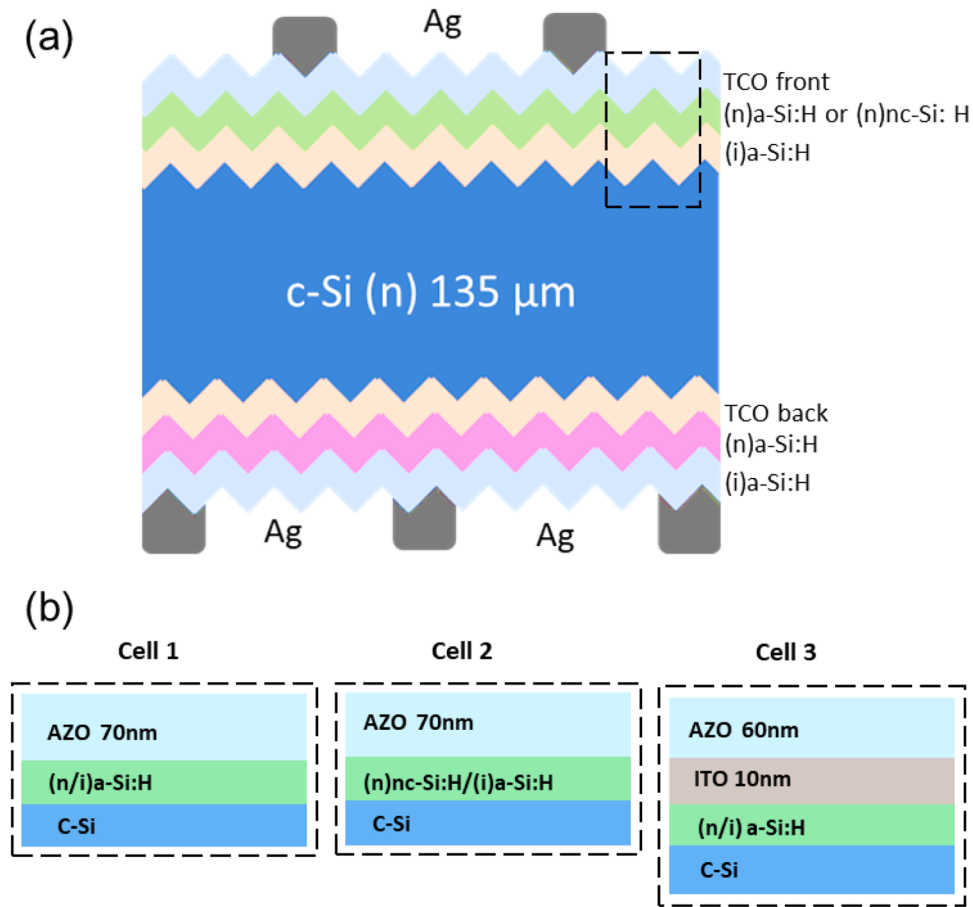 (a)
Ag
TCO front
(n)a-Si:H or (n)nc-Si: H
(i)a-Si:H
c-Si (n) 135 μm
TCO back
(n)a-Si:H
(i)a-Si:H
Ag
Ag
(b)
Cell 1
Cell 2
Cell 3
AZO 70nm
(n/i)a-Si:H
C-Si
AZO 70nm
(n)nc-Si:H/(i)a-Si:H
C-Si
AZO 60nm
ITO 10nm
(n/i) a-Si:H
C-Si